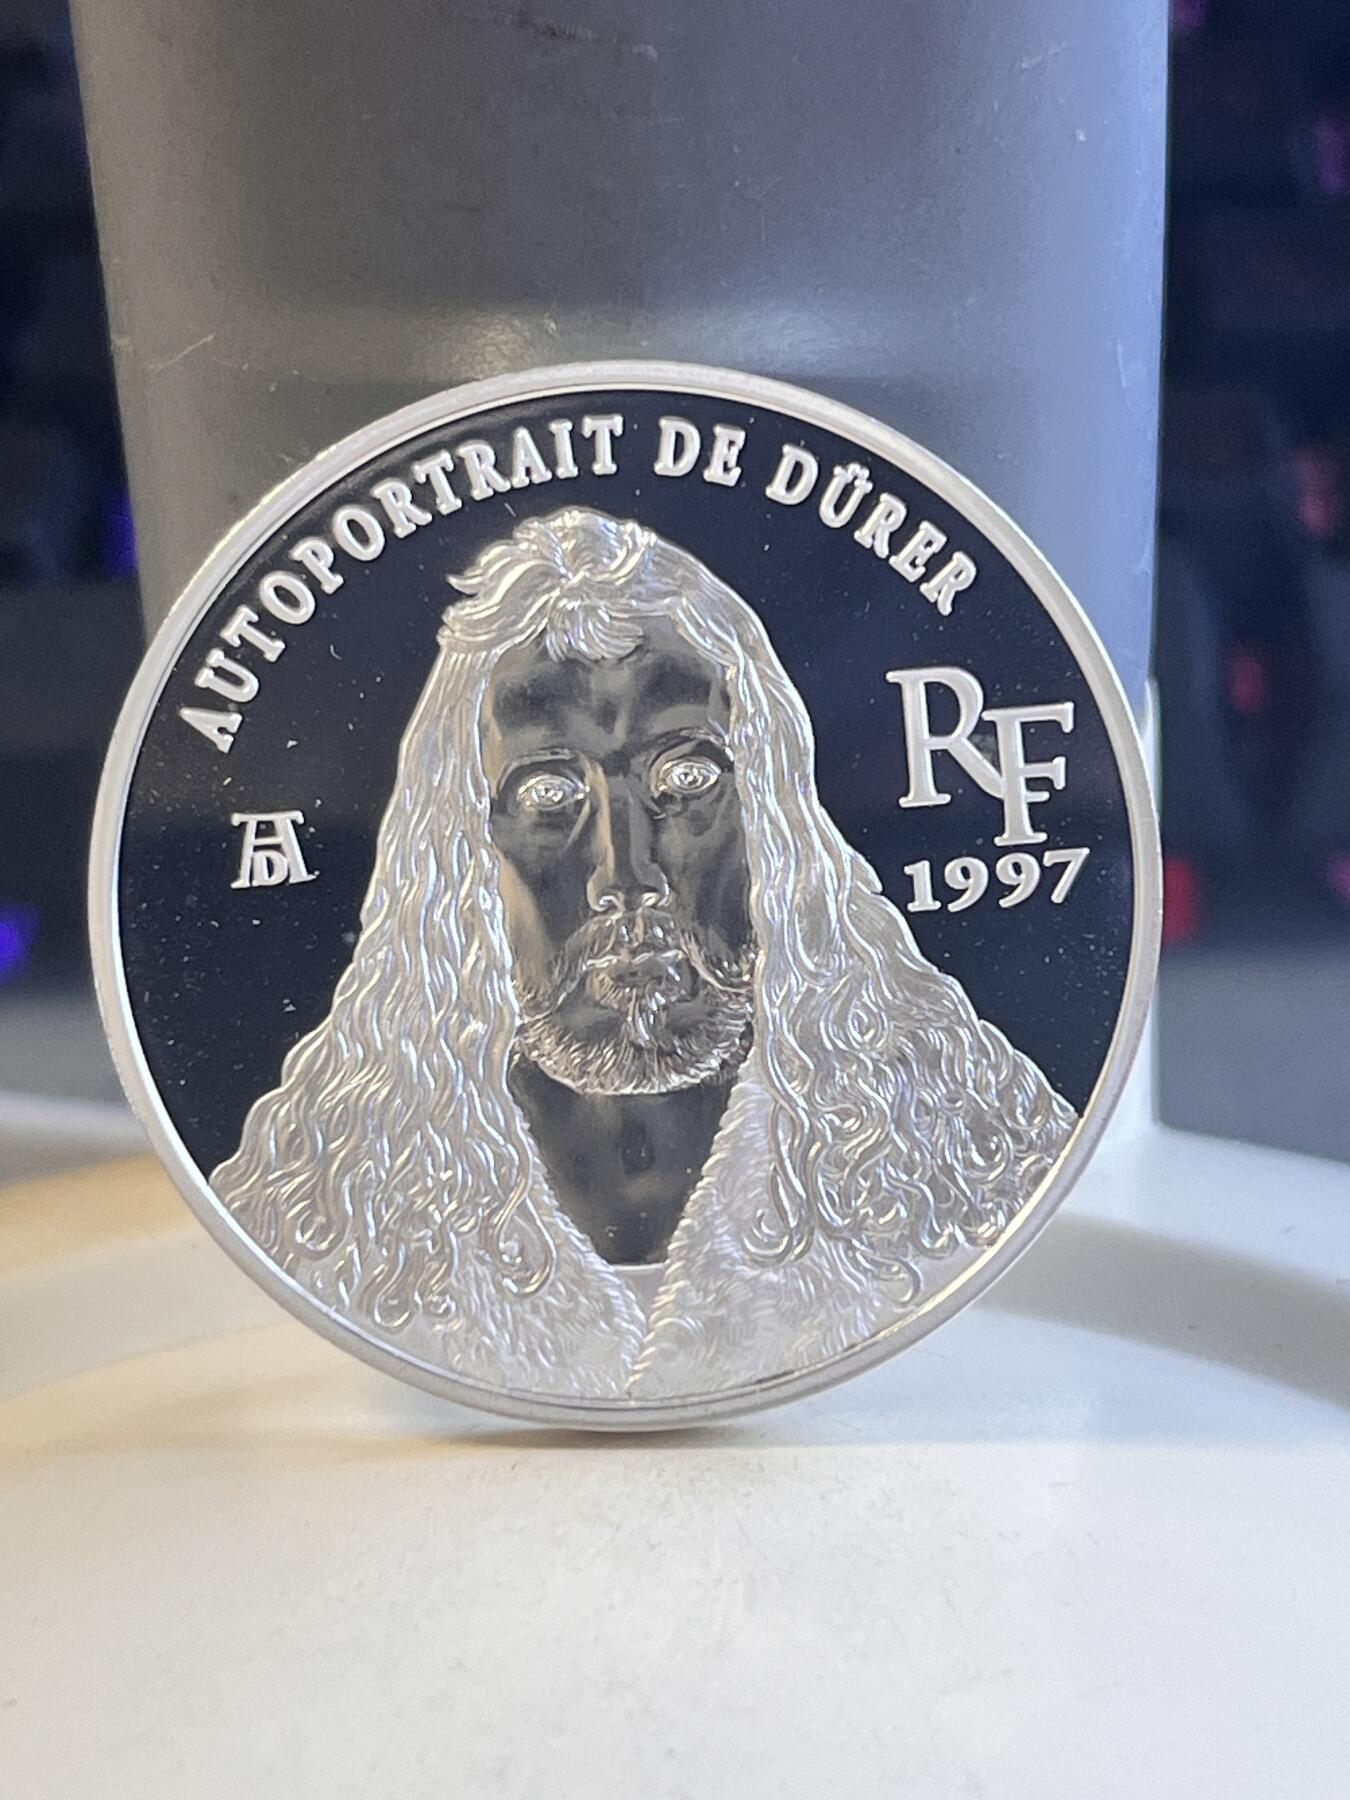 AUTOPORTRAIT DE DÜRER
AD
RF
1997